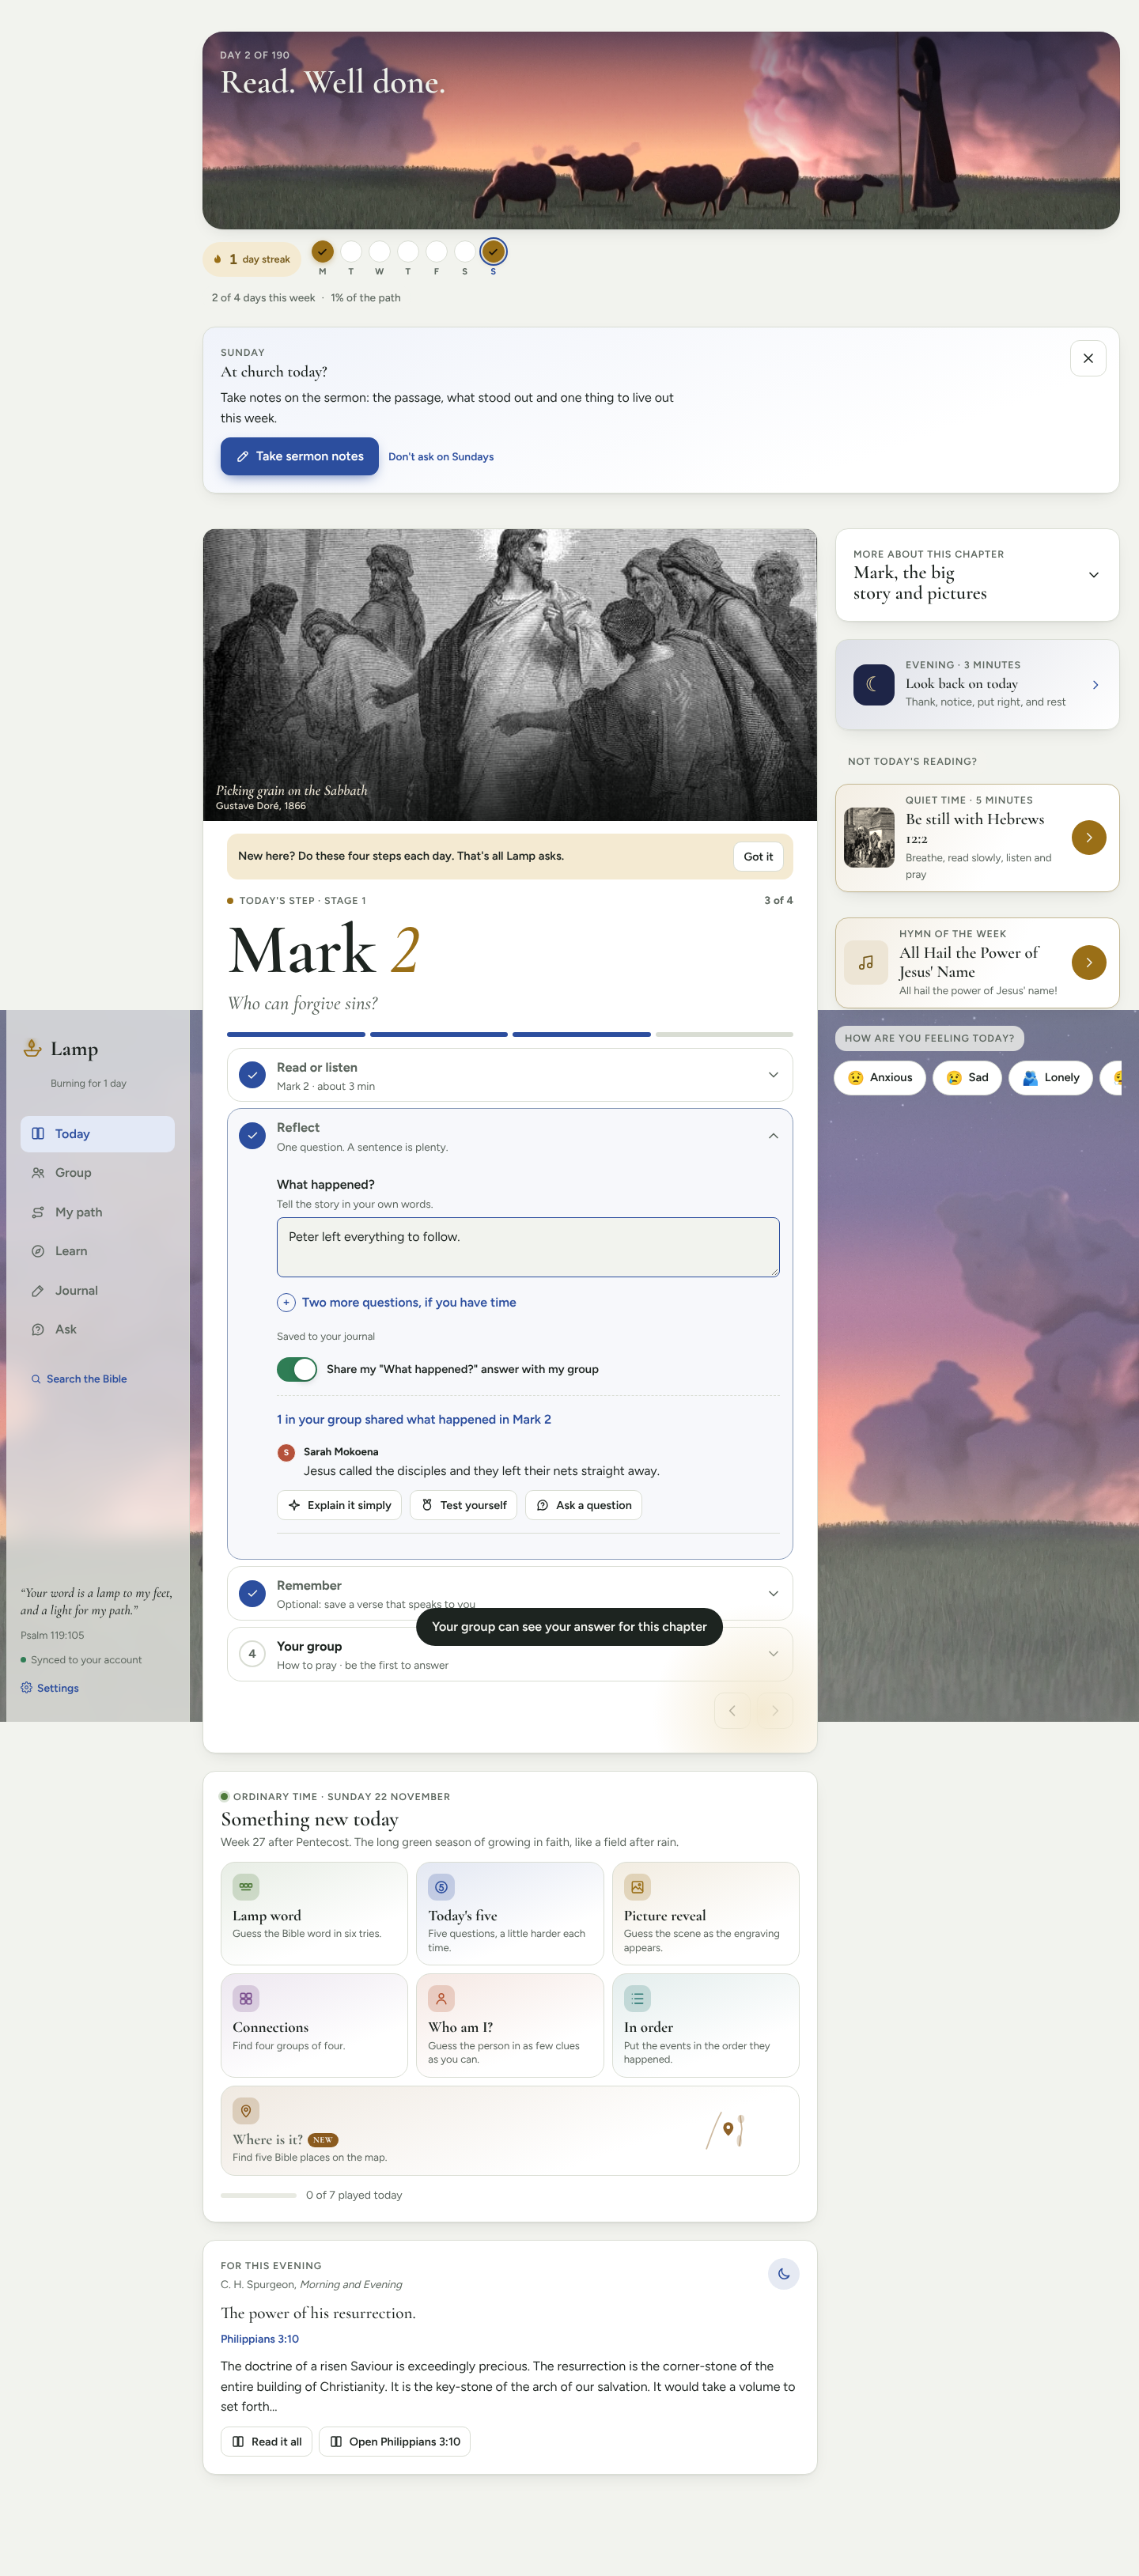 DAY 2 OF 190
Read. Well done.
1 day streak
M T W T F S S
2 of 4 days this week · 1% of the path
SUNDAY
At church today?
Take notes on the sermon: the passage, what stood out and one thing to live out
this week.
Take sermon notes
Don't ask on Sundays
Picking grain on the Sabbath
Gustave Doré, 1866
New here? Do these four steps each day. That's all Lamp asks.
Got it
TODAY'S STEP · STAGE 1
3 of 4
Mark 2
Who can forgive sins?
Read or listen
Mark 2 · about 3 min
Reflect
One question. A sentence is plenty.
What happened?
Tell the story in your own words.
Peter left everything to follow.
+ Two more questions, if you have time
Saved to your journal
Share my "What happened?" answer with my group
1 in your group shared what happened in Mark 2
S Sarah Mokoena
Jesus called the disciples and they left their nets straight away.
Explain it simply
Test yourself
Ask a question
Remember
Optional: save a verse that speaks to you
Your group can see your answer for this chapter
4 Your group
How to pray · be the first to answer
MORE ABOUT THIS CHAPTER
Mark, the big
story and pictures
EVENING · 3 MINUTES
Look back on today
Thank, notice, put right, and rest
NOT TODAY'S READING?
QUIET TIME · 5 MINUTES
Be still with Hebrews
12:2
Breathe, read slowly, listen and
pray
HYMN OF THE WEEK
All Hail the Power of
Jesus' Name
All hail the power of Jesus' name!
HOW ARE YOU FEELING TODAY?
Anxious
Sad
Lonely
Lamp
Burning for 1 day
Today
Group
My path
Learn
Journal
Ask
Search the Bible
“Your word is a lamp to my feet,
and a light for my path.”
Psalm 119:105
Synced to your account
Settings
ORDINARY TIME · SUNDAY 22 NOVEMBER
Something new today
Week 27 after Pentecost. The long green season of growing in faith, like a field after rain.
Lamp word
Guess the Bible word in six tries.
5
Today's five
Five questions, a little harder each
time.
Picture reveal
Guess the scene as the engraving
appears.
Connections
Find four groups of four.
Who am I?
Guess the person in as few clues
as you can.
In order
Put the events in the order they
happened.
Where is it? NEW
Find five Bible places on the map.
0 of 7 played today
FOR THIS EVENING
C. H. Spurgeon, Morning and Evening
The power of his resurrection.
Philippians 3:10
The doctrine of a risen Saviour is exceedingly precious. The resurrection is the corner-stone of the
entire building of Christianity. It is the key-stone of the arch of our salvation. It would take a volume to
set forth…
Read it all
Open Philippians 3:10